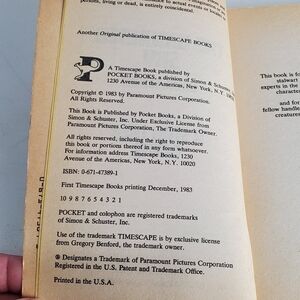 persons, living or dead, is entirely coincidental.
Another Original publication of TIMESCAPE BOOKS
P
A Timescape Book published by
POCKET BOOKS, a division of Simon & Schuster
1230 Avenue of the Americas, New York, N.Y.
Copyright © 1983 by Paramount Pictures Corporation.
All Rights Reserved.
This Book is Published by Pocket Books, a Division of
Simon & Schuster, Inc. Under Exclusive License from
Paramount Pictures Corporation, The Trademark Owner.
All rights reserved, including the right to reproduce
this book or portions thereof in any form whatsoever.
For information address Timescape Books, 1230
Avenue of the Americas, New York, N.Y.
ISBN: 0-671-47389-1
First Timescape Books printing December, 1983
10 9 8 7 6 5 4 3 2 1
POCKET and colophon are registered trademarks
of Simon & Schuster, Inc.
Use of the trademark TIMESCAPE is by exclusive license
from Gregory Benford, the trademark owner.
® Designates a Trademark of Paramount Pictures Corporation
Registered in the U.S. Patent and Trademark Office.
Printed in the U.S.A.
This book is f
stalwart
experts in the
character
and fo
fellow handle
creatures